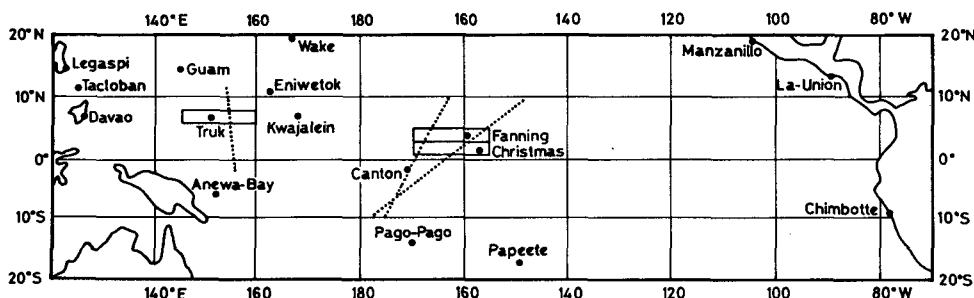 140°E 160 180 160 140 120 100 80°W
20°N Wake Manzillo 20°N
Legaspi Guam La-Union
Tactoban Eniwetok
10°N 10°N
Davao Truk Kwajalein Fanning
Christmas
0° 0°
Canton
Anewa-Bay
10°S Chimbotte 10°S
Pago-Pago
Papeete
20°S 20°S
140°E 160 180 160 140 120 100 80°W